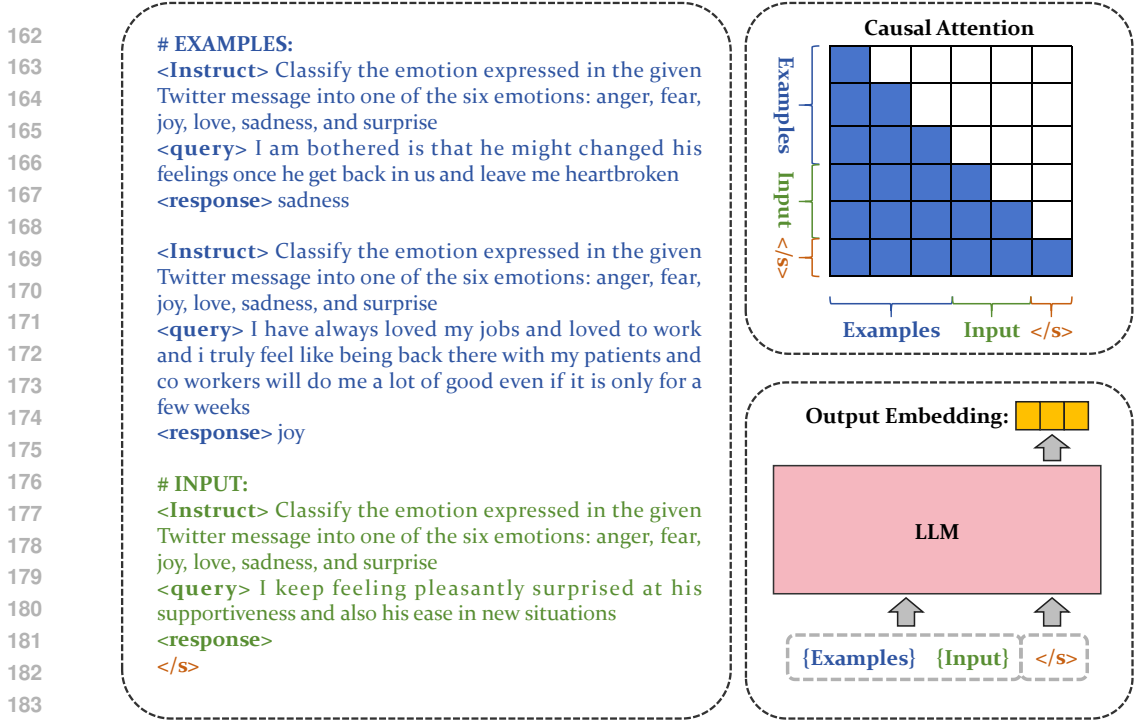 162
163
164
165
166
167
168
169
170
171
172
173
174
175
176
177
178
179
180
181
182
183
# EXAMPLES:
<Instruct> Classify the emotion expressed in the given
Twitter message into one of the six emotions: anger, fear,
joy, love, sadness, and surprise
<query> I am bothered is that he might changed his
feelings once he get back in us and leave me heartbroken
<response> sadness
<Instruct> Classify the emotion expressed in the given
Twitter message into one of the six emotions: anger, fear,
joy, love, sadness, and surprise
<query> I have always loved my jobs and loved to work
and i truly feel like being back there with my patients and
co workers will do me a lot of good even if it is only for a
few weeks
<response> joy
# INPUT:
<Instruct> Classify the emotion expressed in the given
Twitter message into one of the six emotions: anger, fear,
joy, love, sadness, and surprise
<query> I keep feeling pleasantly surprised at his
supportiveness and also his ease in new situations
<response>
</s>
Causal Attention
Examples
Input
</s>
Examples Input </s>
Output Embedding:
LLM
{Examples} {Input} </s>